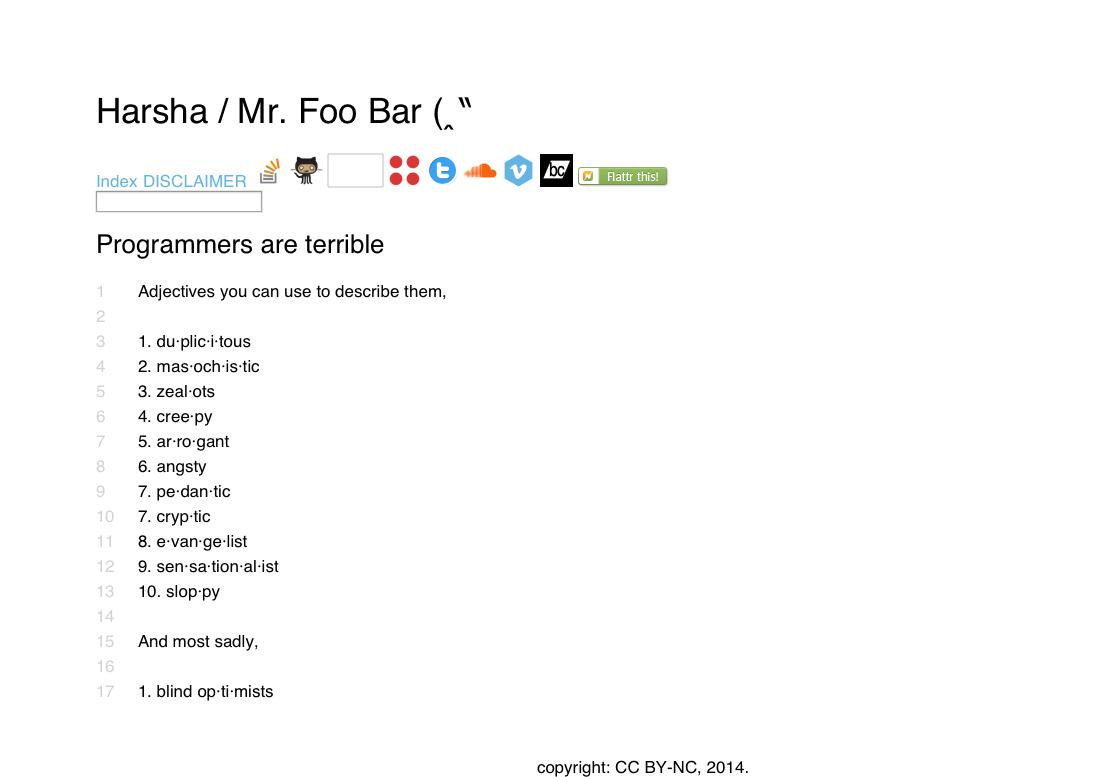 Harsha / Mr. Foo Bar (‸‶
Index DISCLAIMER t v bc Flattr this!
Programmers are terrible
1 Adjectives you can use to describe them,
2
3 1. du·plic·i·tous
4 2. mas·och·is·tic
5 3. zeal·ots
6 4. cree·py
7 5. ar·ro·gant
8 6. angsty
9 7. pe·dan·tic
10 7. cryp·tic
11 8. e·van·ge·list
12 9. sen·sa·tion·al·ist
13 10. slop·py
14
15 And most sadly,
16
17 1. blind op·ti·mists
copyright: CC BY-NC, 2014.